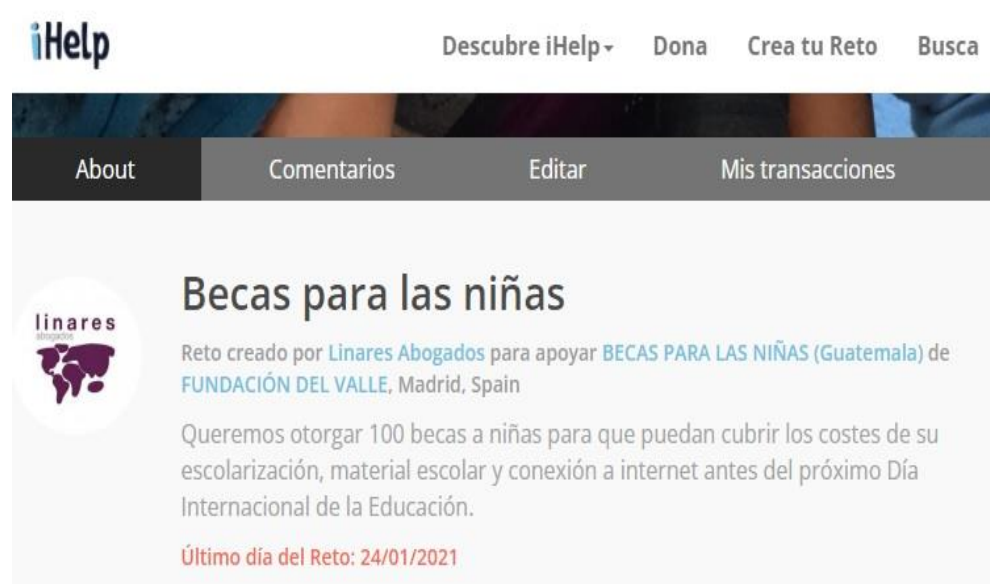 iHelp
Descubre iHelp Dona Crea tu Reto Busca
About Comentarios Editar Mis transacciones
linares
abogados
Becas para las niñas
Reto creado por Linares Abogados para apoyar BECAS PARA LAS NIÑAS (Guatemala) de
FUNDACIÓN DEL VALLE, Madrid, Spain
Queremos otorgar 100 becas a niñas para que puedan cubrir los costes de su
escolarización, material escolar y conexión a internet antes del próximo Día
Internacional de la Educación.
Último día del Reto: 24/01/2021